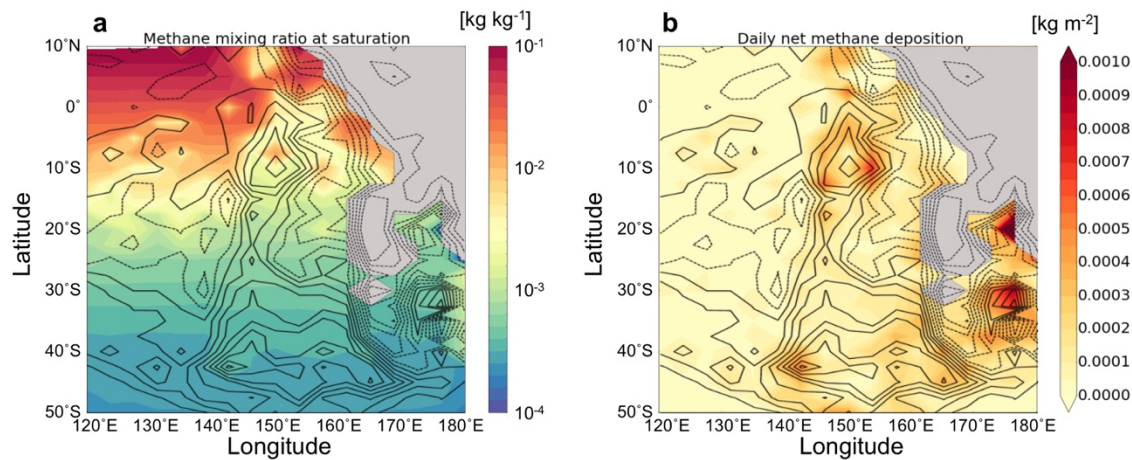 a
Methane mixing ratio at saturation
[kg kg⁻¹]
10˚N
0˚
10˚S
20˚S
30˚S
40˚S
50˚S
Latitude
120˚E 130˚E 140˚E 150˚E 160˚E 170˚E 180˚E
Longitude
10⁻¹
10⁻²
10⁻³
10⁻⁴
b
Daily net methane deposition
[kg m⁻²]
10˚N
0˚
10˚S
20˚S
30˚S
40˚S
50˚S
Latitude
120˚E 130˚E 140˚E 150˚E 160˚E 170˚E 180˚E
Longitude
0.0010
0.0009
0.0008
0.0007
0.0006
0.0005
0.0004
0.0003
0.0002
0.0001
0.0000